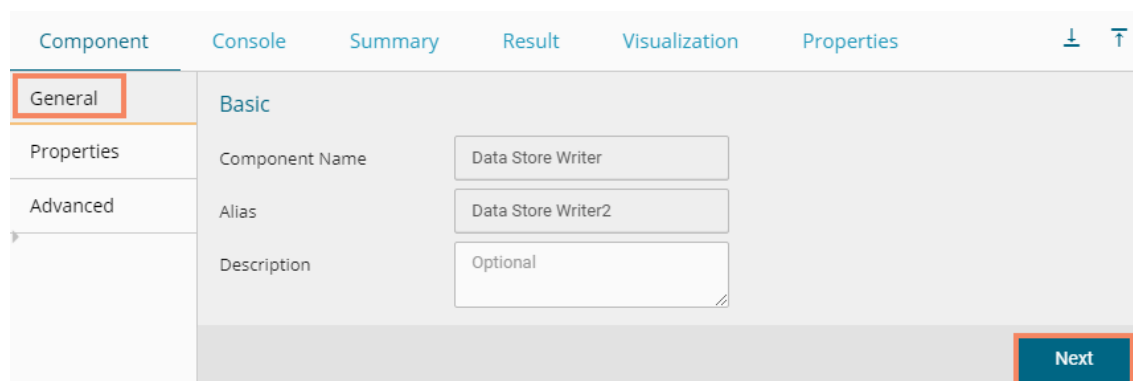 Component Console Summary Result Visualization Properties
General
Properties
Advanced
Basic
Component Name Data Store Writer
Alias Data Store Writer2
Description Optional
Next